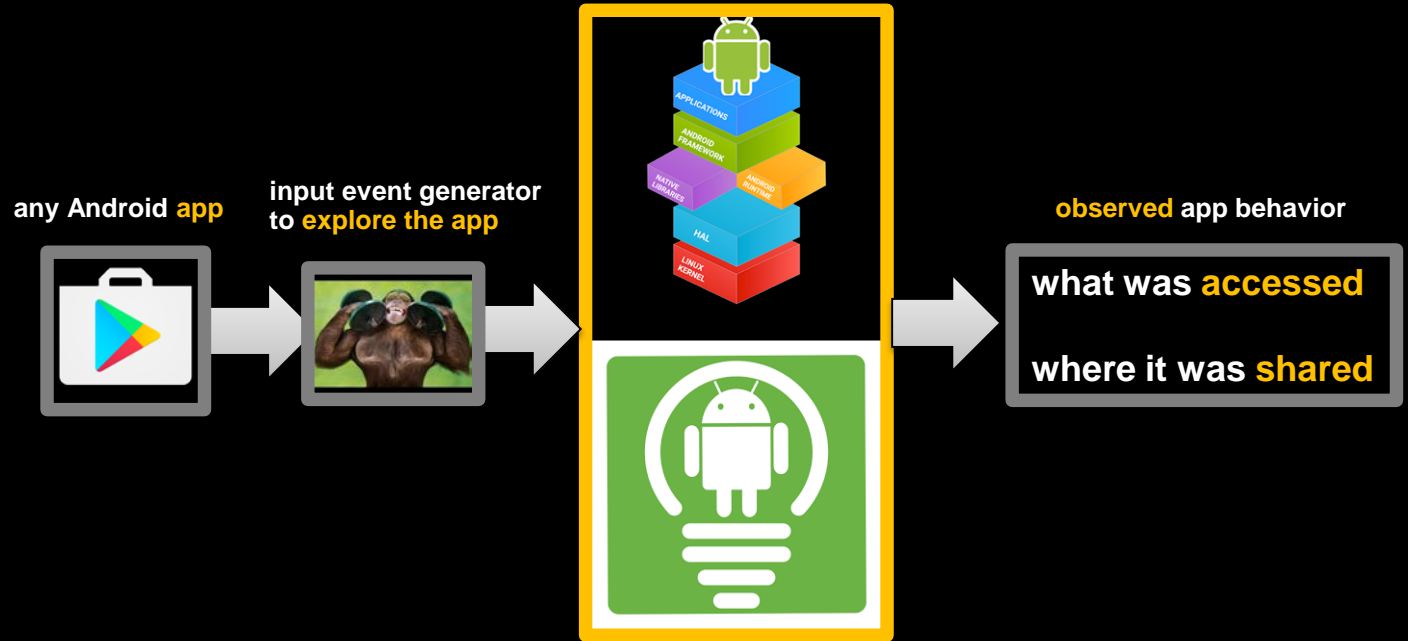 any Android app
input event generator
to explore the app
APPLICATIONS
ANDROID
FRAMEWORK
NATIVE
LIBRARIES
ANDROID
RUNTIME
HAL
LINUX
KERNEL
observed app behavior
what was accessed
where it was shared